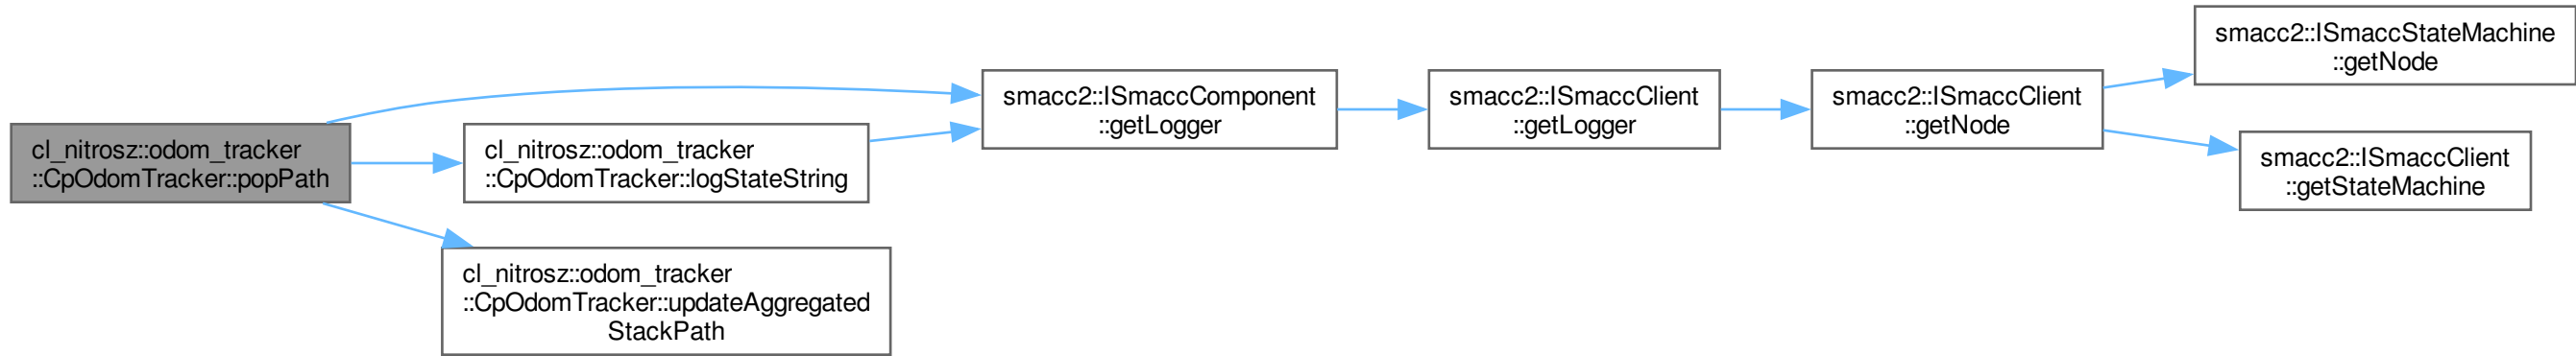 cl_nitrosz::odom_tracker
::CpOdomTracker::popPath
cl_nitrosz::odom_tracker
::CpOdomTracker::logStateString
cl_nitrosz::odom_tracker
::CpOdomTracker::updateAggregated
StackPath
smacc2::ISmaccComponent
::getLogger
smacc2::ISmaccClient
::getLogger
smacc2::ISmaccClient
::getNode
smacc2::ISmaccStateMachine
::getNode
smacc2::ISmaccClient
::getStateMachine